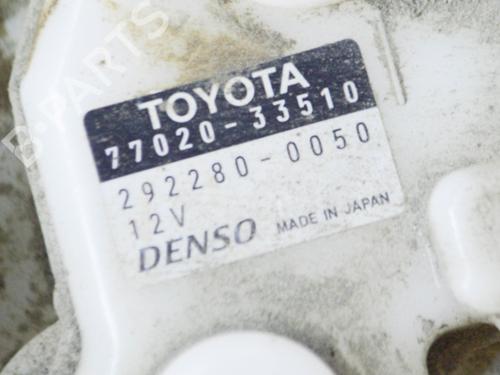 B-PARTS
TOYOTA
77020-33510
292280-0050
12V
DENSO MADE IN JAPAN